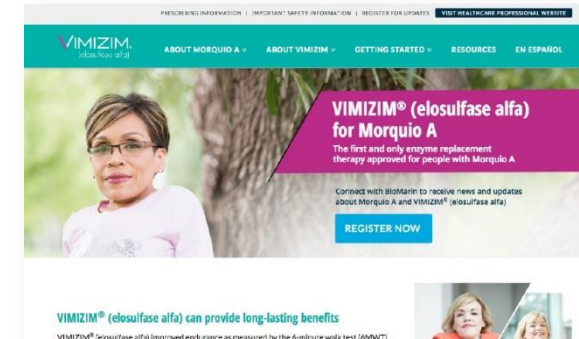 PRESCRIBING INFORMATION | IMPORTANT SAFETY INFORMATION | REGISTER FOR UPDATES VISIT HEALTHCARE PROFESSIONAL WEBSITE
VIMIZIM. ABOUT MORQUIO A ABOUT VIMIZIM GETTING STARTED RESOURCES EN ESPAÑOL
(elosulfase alfa)
VIMIZIM® (elosulfase alfa)
for Morquio A
The first and only enzyme replacement
therapy approved for people with Morquio A
Connect with BioMarin to receive news and updates
about Morquio A and VIMIZIM® (elosulfase alfa)
REGISTER NOW
VIMIZIM® (elosulfase alfa) can provide long-lasting benefits
VIMIZIM® (elosulfase alfa) improved endurance as measured by the 6-minute walk test (6MWT)